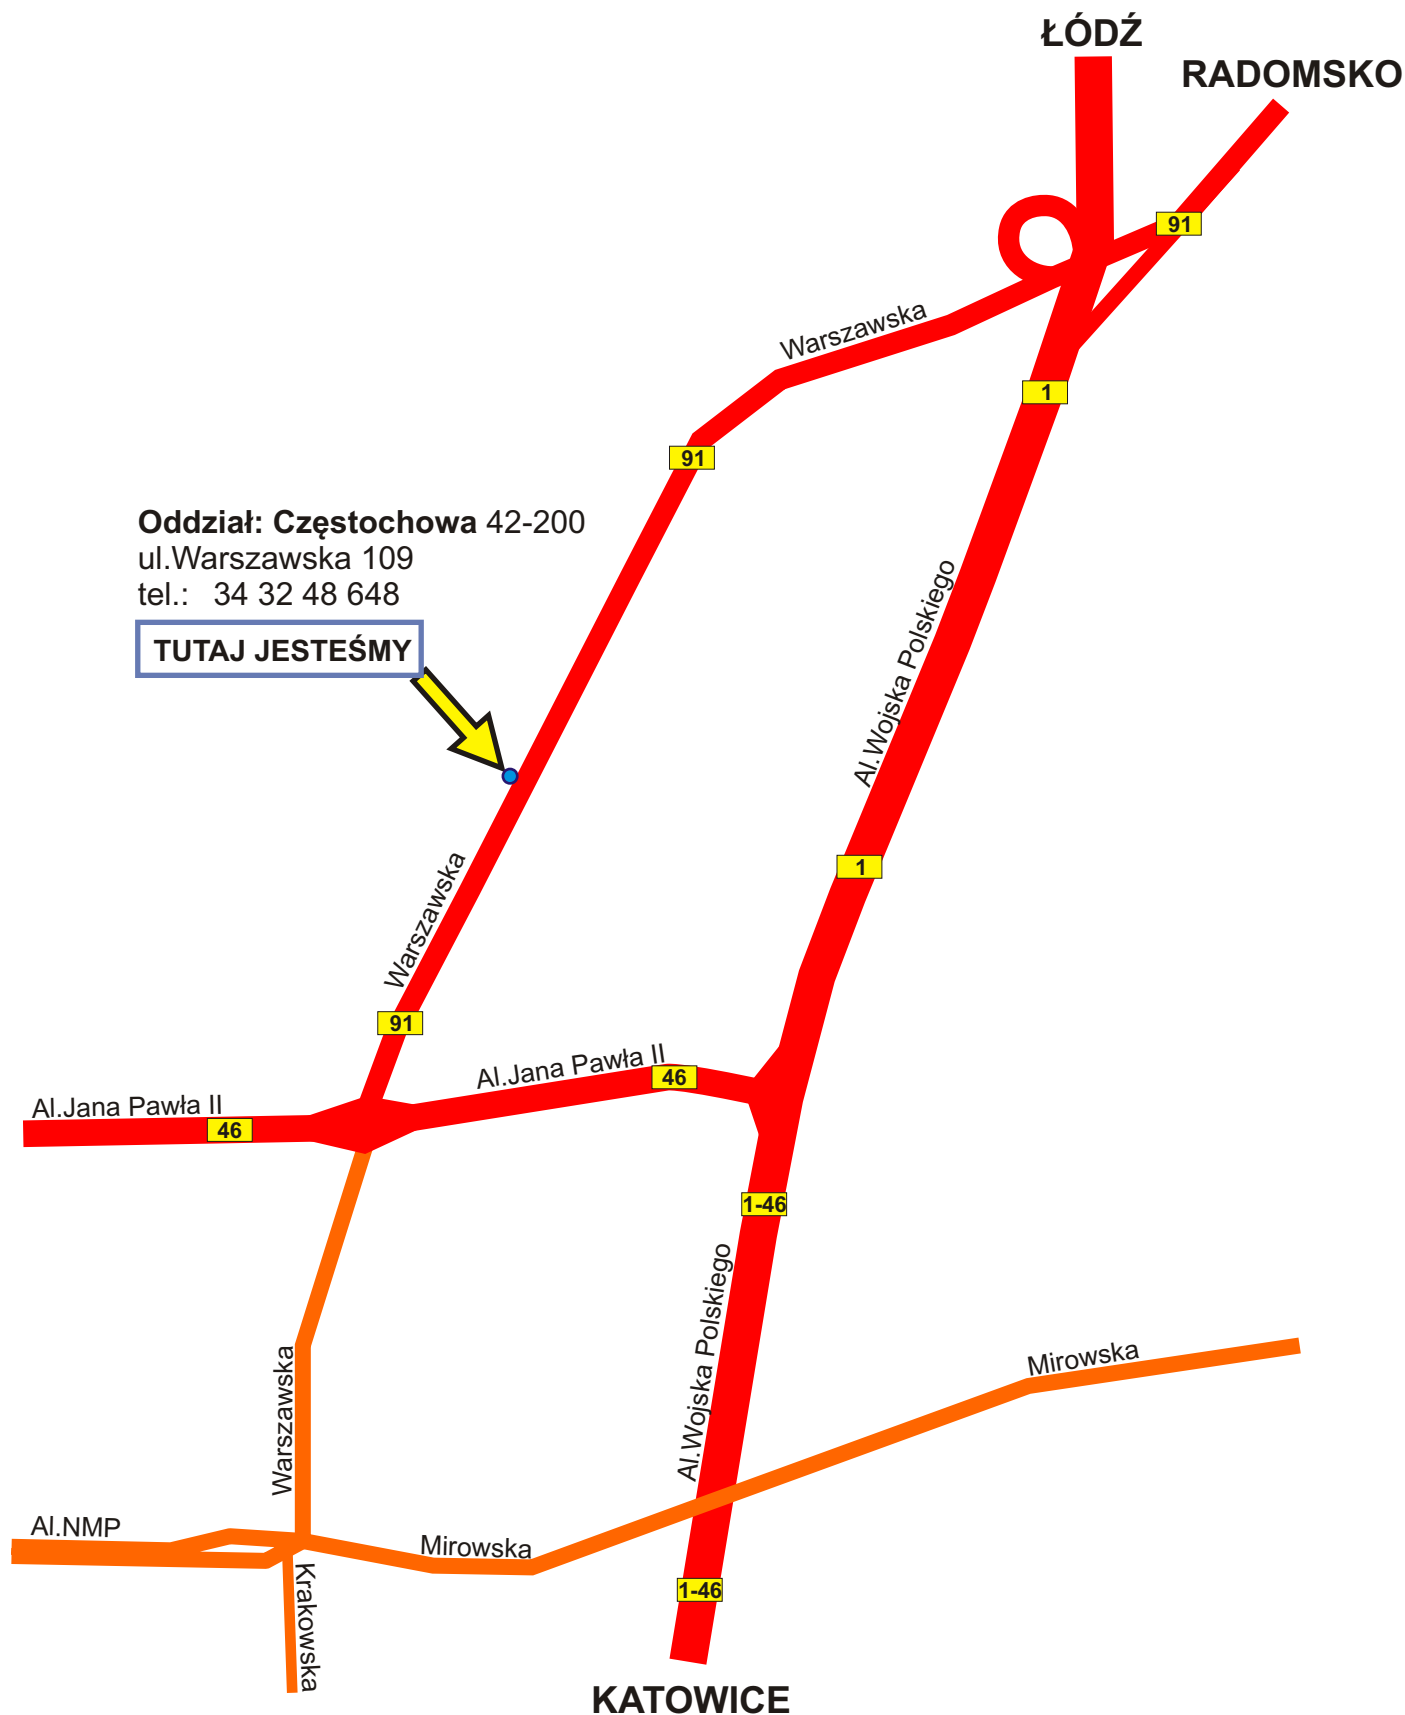 ŁÓDŹ
RADOMSKO
91
Warszawska
1
91
Oddział: Częstochowa 42-200
ul.Warszawska 109
tel.: 34 32 48 648
TUTAJ JESTEŚMY
Al.Wojska Polskiego
1
Warszawska
91
Al.Jana Pawła II
46
Al.Jana Pawła II
46
1-46
Al.Wojska Polskiego
Mirowska
Warszawska
Al.NMP
Mirowska
Krakowska
1-46
KATOWICE